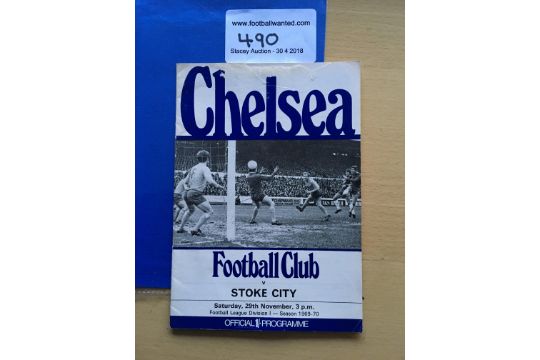 www.footballwanted.com
490
Stacey Auction - 30 4 2018
Chelsea
Football Club
v
STOKE CITY
Saturday, 29th November, 3 p.m.
Football League Division I — Season 1969-70
OFFICIAL 1/- PROGRAMME